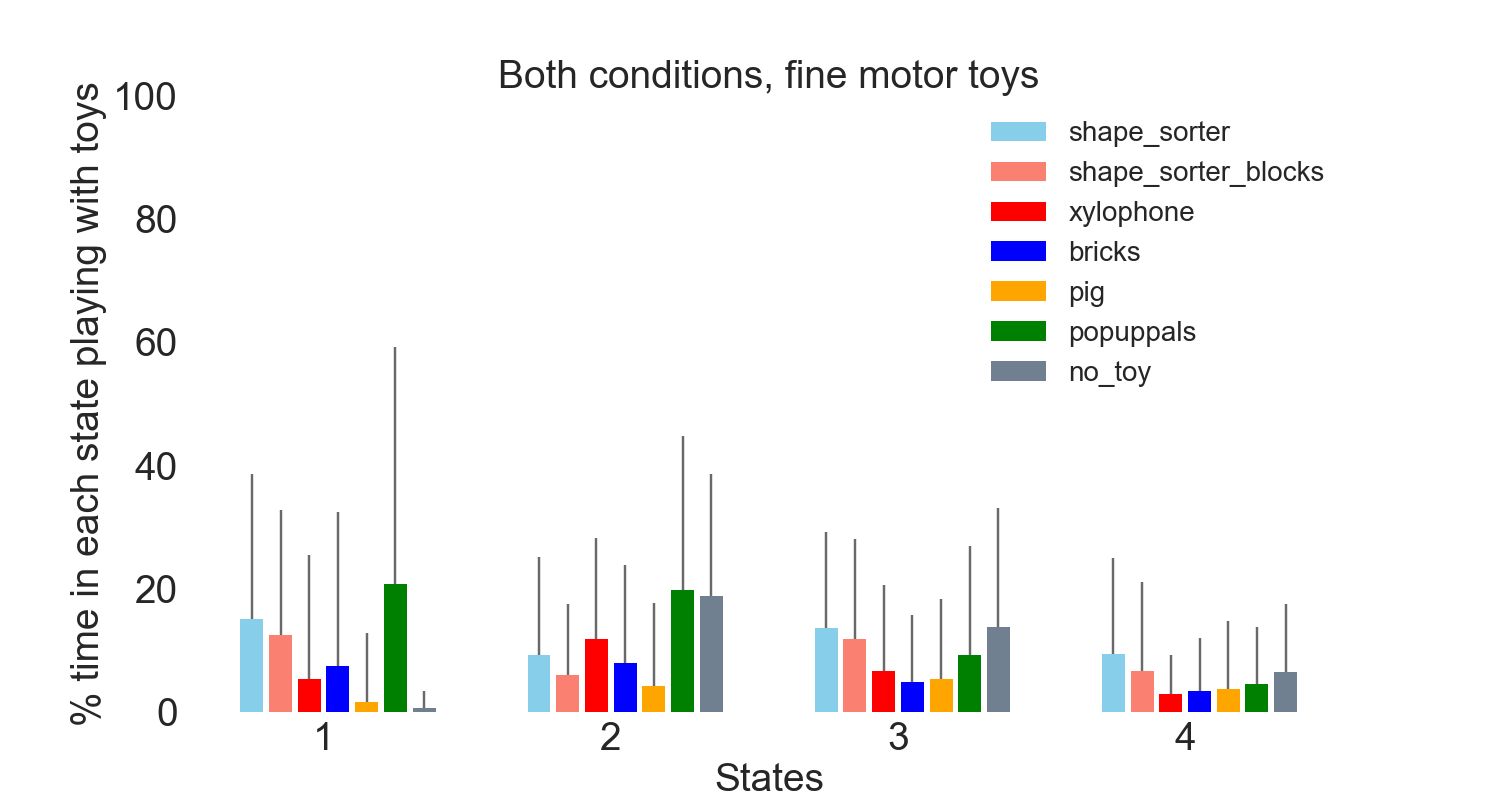 Both conditions, fine motor toys
% time in each state playing with toys
100
80
60
40
20
0
shape_sorter
shape_sorter_blocks
xylophone
bricks
pig
popuppals
no_toy
1 2 3 4
States